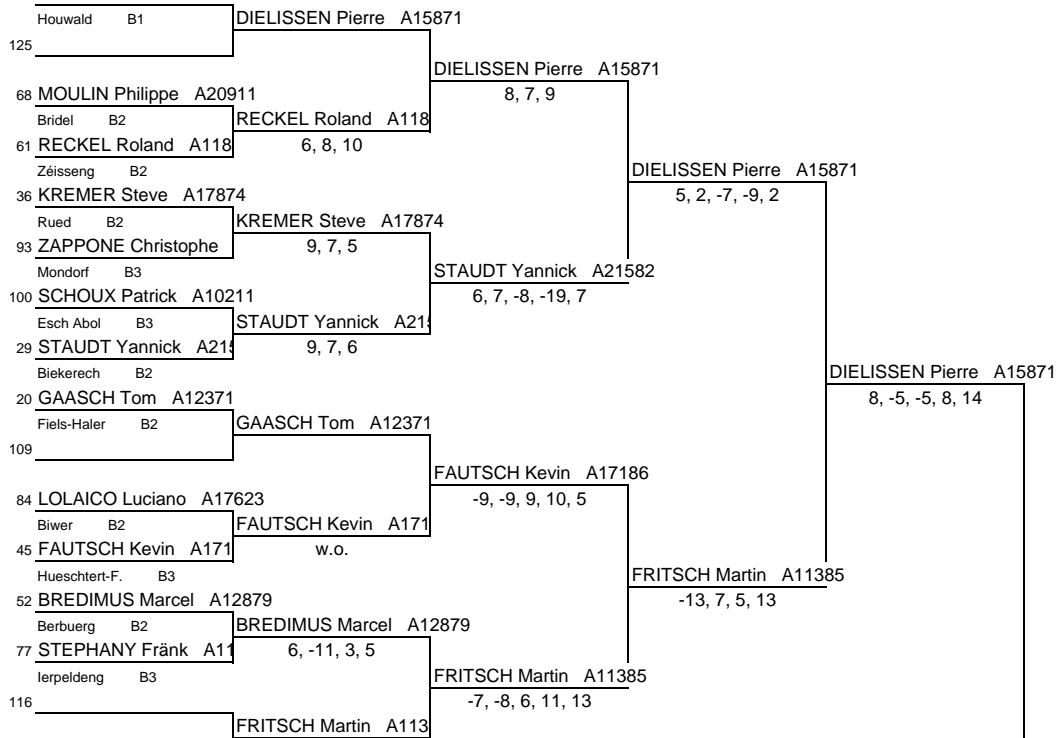 Houwald B1 DIELISSEN Pierre A15871
125
DIELISSEN Pierre A15871
68 MOULIN Philippe A20911 8, 7, 9
Bridel B2 RECKEL Roland A118
61 RECKEL Roland A118 6, 8, 10
Zéisseng B2 DIELISSEN Pierre A15871
36 KREMER Steve A17874 5, 2, -7, -9, 2
Rued B2 KREMER Steve A17874
93 ZAPPONE Christophe 9, 7, 5
Mondorf B3 STAUDT Yannick A21582
100 SCHOUX Patrick A10211 6, 7, -8, -19, 7
Esch Abol B3 STAUDT Yannick A215
29 STAUDT Yannick A215 9, 7, 6
Biekerech B2 DIELISSEN Pierre A15871
20 GAASCH Tom A12371 8, -5, -5, 8, 14
Fiels-Haler B2 GAASCH Tom A12371
109
FAUTSCH Kevin A17186
84 LOLAICO Luciano A17623 -9, -9, 9, 10, 5
Biwer B2 FAUTSCH Kevin A171
45 FAUTSCH Kevin A171 w.o.
Hueschtert-F. B3 FRITSCH Martin A11385
52 BREDIMUS Marcel A12879 -13, 7, 5, 13
Berbuerg B2 BREDIMUS Marcel A12879
77 STEPHANY Fränk A11 6, -11, 3, 5
Ierpeldeng B3 FRITSCH Martin A11385
116 -7, -8, 6, 11, 13
FRITSCH Martin A113